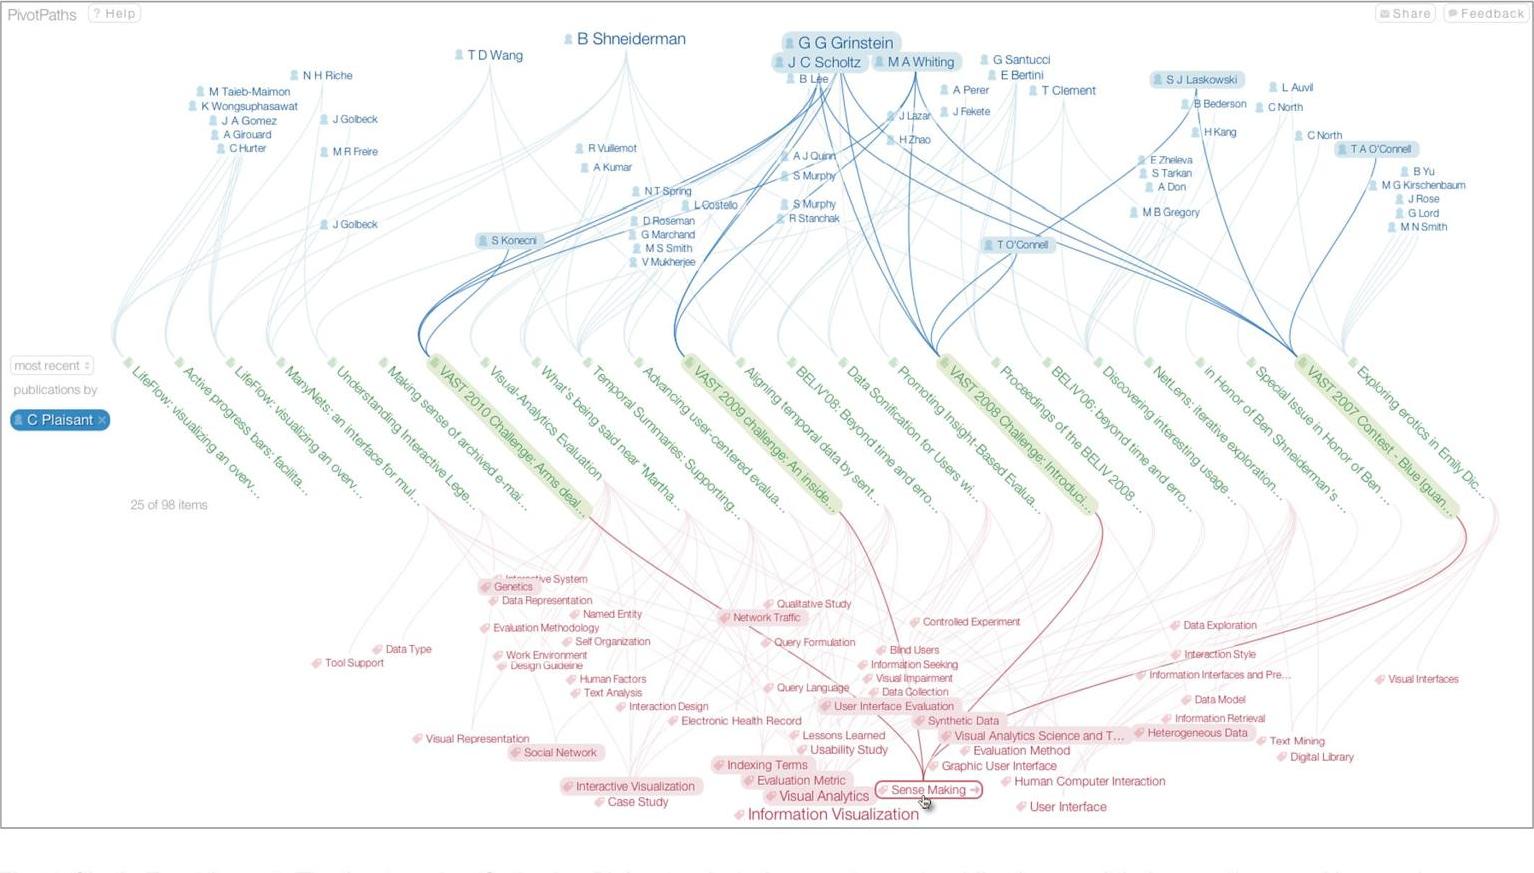 PivotPaths
? Help
Share
Feedback
B Shneiderman
T D Wang
G G Grinstein
J C Scholtz
M A Whiting
G Santucci
B Lee
E Bertini
N H Riche
S J Laskowski
L Auvil
M Taieb-Maimon
A Perer
T Clement
K Wongsuphasawat
B Bederson
C North
J Fekete
J A Gomez
J Golbeck
J Lazar
A Girouard
H Kang
C North
C Hurter
R Vuillemot
H Zhao
T A O'Connell
M R Freire
A J Quinn
A Kumar
E Zheleva
S Murphy
S Tarkan
B Yu
N T Spring
A Don
M G Kirschenbaum
L Costello
S Murphy
J Rose
J Golbeck
D Roseman
R Stanchak
M B Gregory
G Lord
G Marchand
M N Smith
S Konecni
M S Smith
T O'Connell
V Mukherjee
most recent
publications by
C Plaisant ×
25 of 98 items
LifeFlow: visualizing an overv...
Active progress bars: facilita...
LifeFlow: visualizing an overv...
ManyNets: an interface for mul...
Understanding Interactive Lege...
Making sense of archived e-mai...
VAST 2010 Challenge: Arms deal...
Visual-Analytics Evaluation
What's being said near "Martha...
Temporal Summaries: Supporting...
Advancing user-centered evalua...
VAST 2009 challenge: An inside...
Aligning temporal data by sent...
BELIV'08: Beyond time and erro...
Data Sonification for Users wi...
Promoting Insight-Based Evalua...
VAST 2008 Challenge: Introduci...
Proceedings of the BELIV 2008
BELIV'06: beyond time and erro...
Discovering interesting usage...
NetLens: iterative exploration...
in Honor of Ben Shneiderman's...
Special Issue in Honor of Ben...
VAST 2007 Contest - Blue Iguan...
Exploring erotics in Emily Dic...
Interactive System
Genetics
Data Representation
Named Entity
Qualitative Study
Network Traffic
Controlled Experiment
Evaluation Methodology
Data Exploration
Self Organization
Query Formulation
Data Type
Blind Users
Work Environment
Interaction Style
Tool Support
Design Guideline
Information Seeking
Human Factors
Visual Impairment
Information Interfaces and Pre...
Visual Interfaces
Text Analysis
Query Language
Data Collection
Data Model
Interaction Design
User Interface Evaluation
Electronic Health Record
Synthetic Data
Information Retrieval
Visual Representation
Lessons Learned
Visual Analytics Science and T...
Heterogeneous Data
Text Mining
Social Network
Usability Study
Evaluation Method
Digital Library
Indexing Terms
Graphic User Interface
Interactive Visualization
Evaluation Metric
Human Computer Interaction
Sense Making
Case Study
Visual Analytics
User Interface
Information Visualization